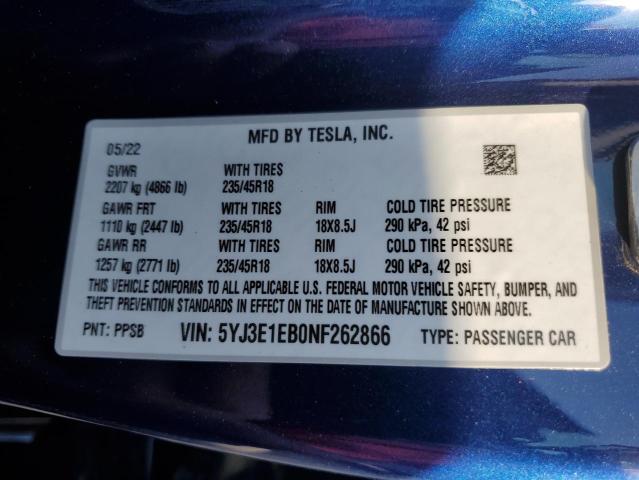 MFD BY TESLA, INC.
05/22
GVWR WITH TIRES
2207 kg (4866 lb) 235/45R18
GAWR FRT WITH TIRES RIM COLD TIRE PRESSURE
1110 kg (2447 lb) 235/45R18 18X8.5J 290 kPa, 42 psi
GAWR RR WITH TIRES RIM COLD TIRE PRESSURE
1257 kg (2771 lb) 235/45R18 18X8.5J 290 kPa, 42 psi
THIS VEHICLE CONFORMS TO ALL APPLICABLE U.S. FEDERAL MOTOR VEHICLE SAFETY, BUMPER, AND
THEFT PREVENTION STANDARDS IN EFFECT ON THE DATE OF MANUFACTURE SHOWN ABOVE.
PNT: PPSB VIN: 5YJ3E1EB0NF262866 TYPE: PASSENGER CAR